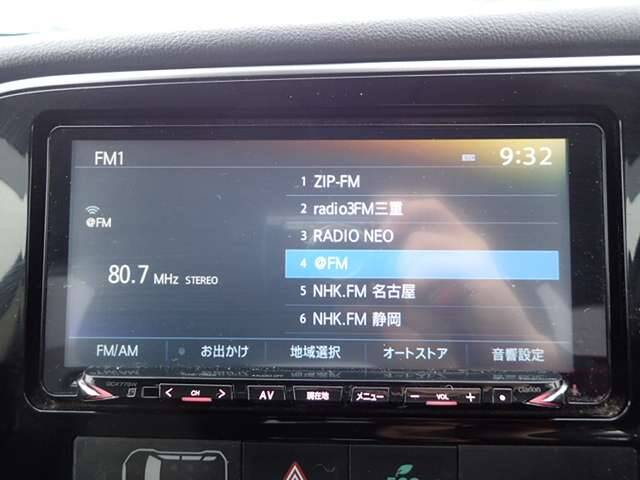 FM1
9:32
1 ZIP-FM
2 radio3FM三重
3 RADIO NEO
4 @FM
5 NHK.FM 名古屋
6 NHK.FM 静岡
@FM
80.7 MHz STEREO
FM/AM お出かけ 地域選択 オートストア 音響設定
CH AV 現在地 メニュー − VOL + clarion
ECO